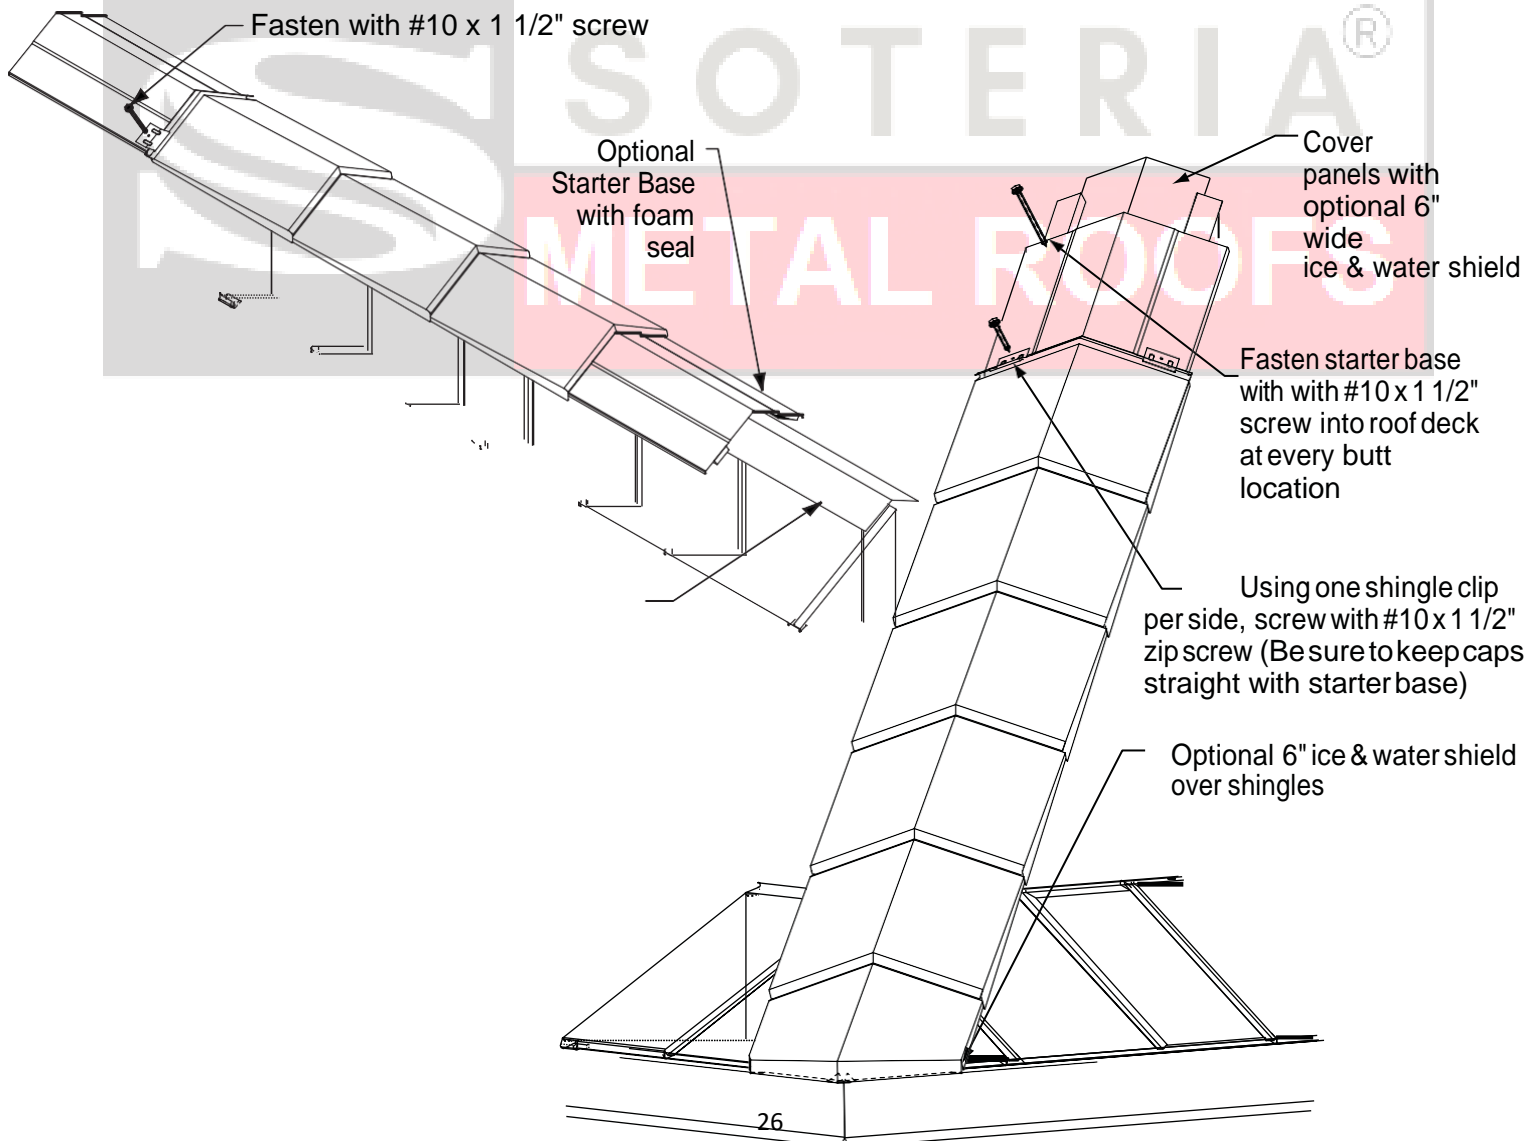 SOTERIA®
METAL ROOFS
S
Fasten with #10 x 1 1/2" screw
Optional
Starter Base
with foam
seal
Cover
panels with
optional 6"
wide
ice & water shield
Fasten starter base
with with #10 x 1 1/2"
screw into roof deck
at every butt
location
Using one shingle clip
per side, screw with #10 x 1 1/2"
zip screw (Be sure to keep caps
straight with starter base)
Optional 6" ice & water shield
over shingles
26